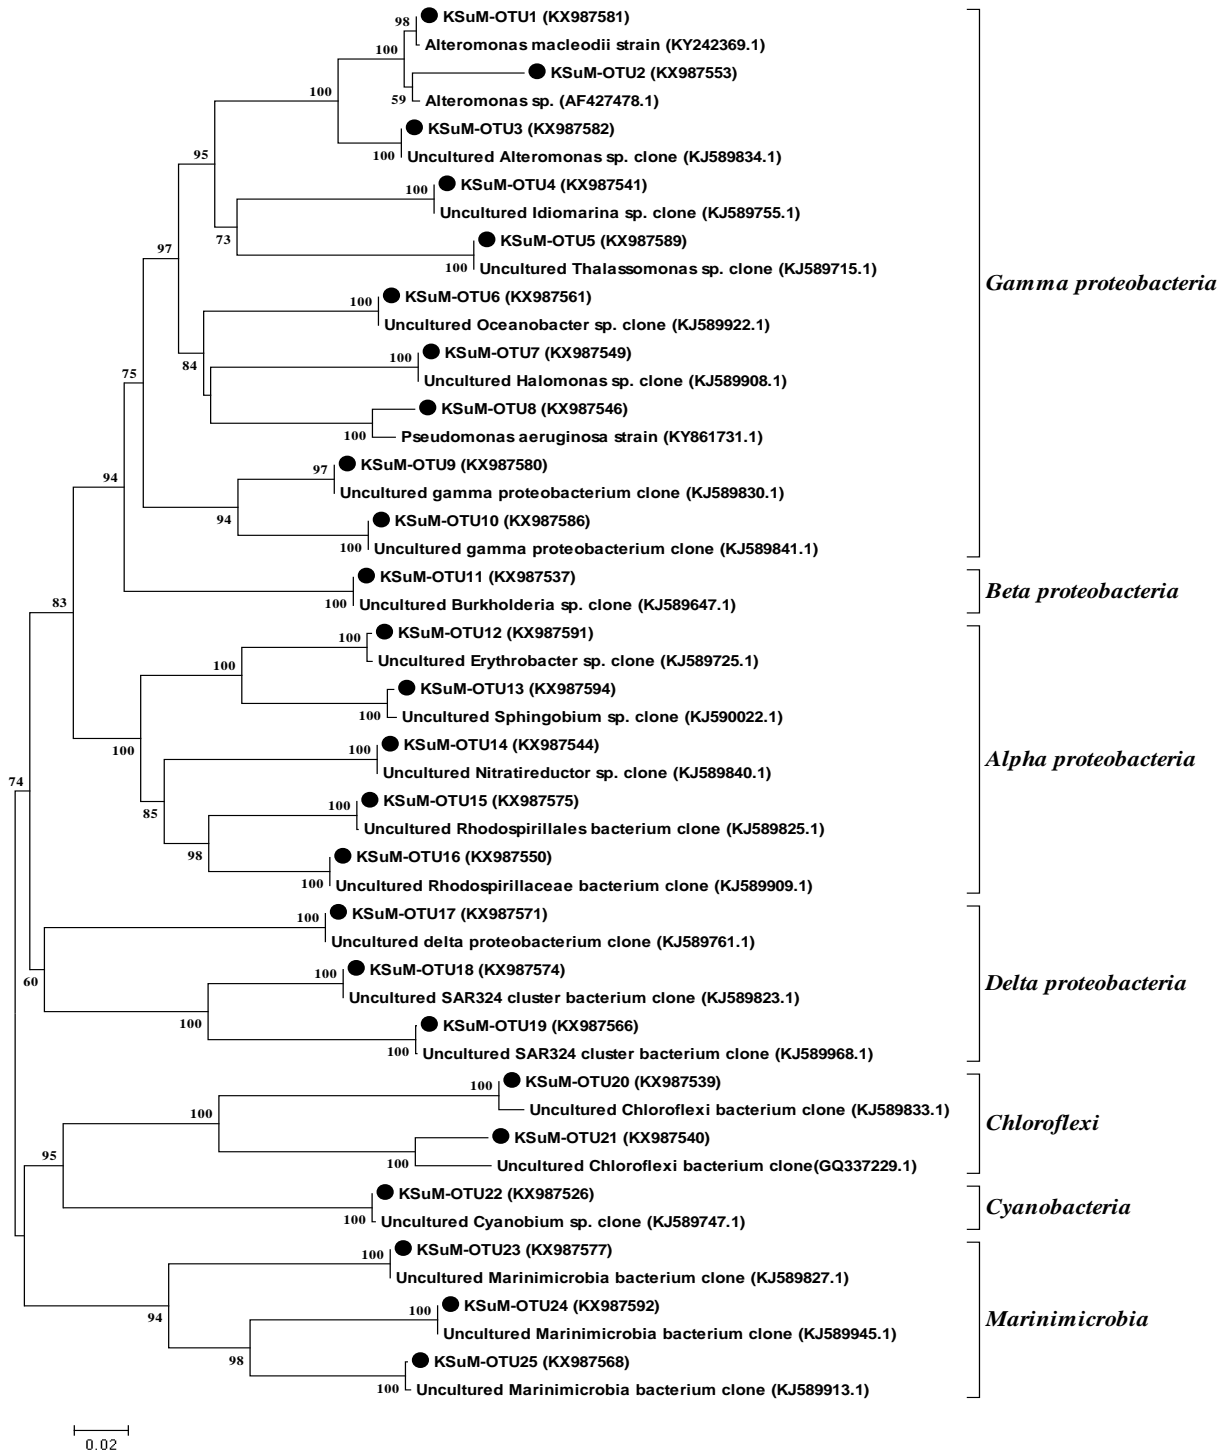 98
KSuM-OTU1 (KX987581)
Alteromonas macleodii strain (KY242369.1)
100
KSuM-OTU2 (KX987553)
59
Alteromonas sp. (AF427478.1)
100
KSuM-OTU3 (KX987582)
100
Uncultured Alteromonas sp. clone (KJ589834.1)
95
100
KSuM-OTU4 (KX987541)
Uncultured Idiomarina sp. clone (KJ589755.1)
73
KSuM-OTU5 (KX987589)
100
Uncultured Thalassomonas sp. clone (KJ589715.1)
97
Gamma proteobacteria
100
KSuM-OTU6 (KX987561)
Uncultured Oceanobacter sp. clone (KJ589922.1)
84
100
KSuM-OTU7 (KX987549)
Uncultured Halomonas sp. clone (KJ589908.1)
75
KSuM-OTU8 (KX987546)
100
Pseudomonas aeruginosa strain (KY861731.1)
97
KSuM-OTU9 (KX987580)
94
Uncultured gamma proteobacterium clone (KJ589830.1)
94
KSuM-OTU10 (KX987586)
100
Uncultured gamma proteobacterium clone (KJ589841.1)
KSuM-OTU11 (KX987537)
Beta proteobacteria
83
100
Uncultured Burkholderia sp. clone (KJ589647.1)
100
KSuM-OTU12 (KX987591)
Uncultured Erythrobacter sp. clone (KJ589725.1)
100
KSuM-OTU13 (KX987594)
100
Uncultured Sphingobium sp. clone (KJ590022.1)
100
100
KSuM-OTU14 (KX987544)
Alpha proteobacteria
Uncultured Nitratireductor sp. clone (KJ589840.1)
74
85
100
KSuM-OTU15 (KX987575)
Uncultured Rhodospirillales bacterium clone (KJ589825.1)
98
KSuM-OTU16 (KX987550)
100
Uncultured Rhodospirillaceae bacterium clone (KJ589909.1)
100
KSuM-OTU17 (KX987571)
Uncultured delta proteobacterium clone (KJ589761.1)
60
100
KSuM-OTU18 (KX987574)
Delta proteobacteria
Uncultured SAR324 cluster bacterium clone (KJ589823.1)
100
KSuM-OTU19 (KX987566)
100
Uncultured SAR324 cluster bacterium clone (KJ589968.1)
100
KSuM-OTU20 (KX987539)
Uncultured Chloroflexi bacterium clone (KJ589833.1)
100
Chloroflexi
KSuM-OTU21 (KX987540)
100
Uncultured Chloroflexi bacterium clone(GQ337229.1)
95
KSuM-OTU22 (KX987526)
Cyanobacteria
100
Uncultured Cyanobium sp. clone (KJ589747.1)
100
KSuM-OTU23 (KX987577)
Uncultured Marinimicrobia bacterium clone (KJ589827.1)
94
100
KSuM-OTU24 (KX987592)
Marinimicrobia
Uncultured Marinimicrobia bacterium clone (KJ589945.1)
98
KSuM-OTU25 (KX987568)
100
Uncultured Marinimicrobia bacterium clone (KJ589913.1)
0.02